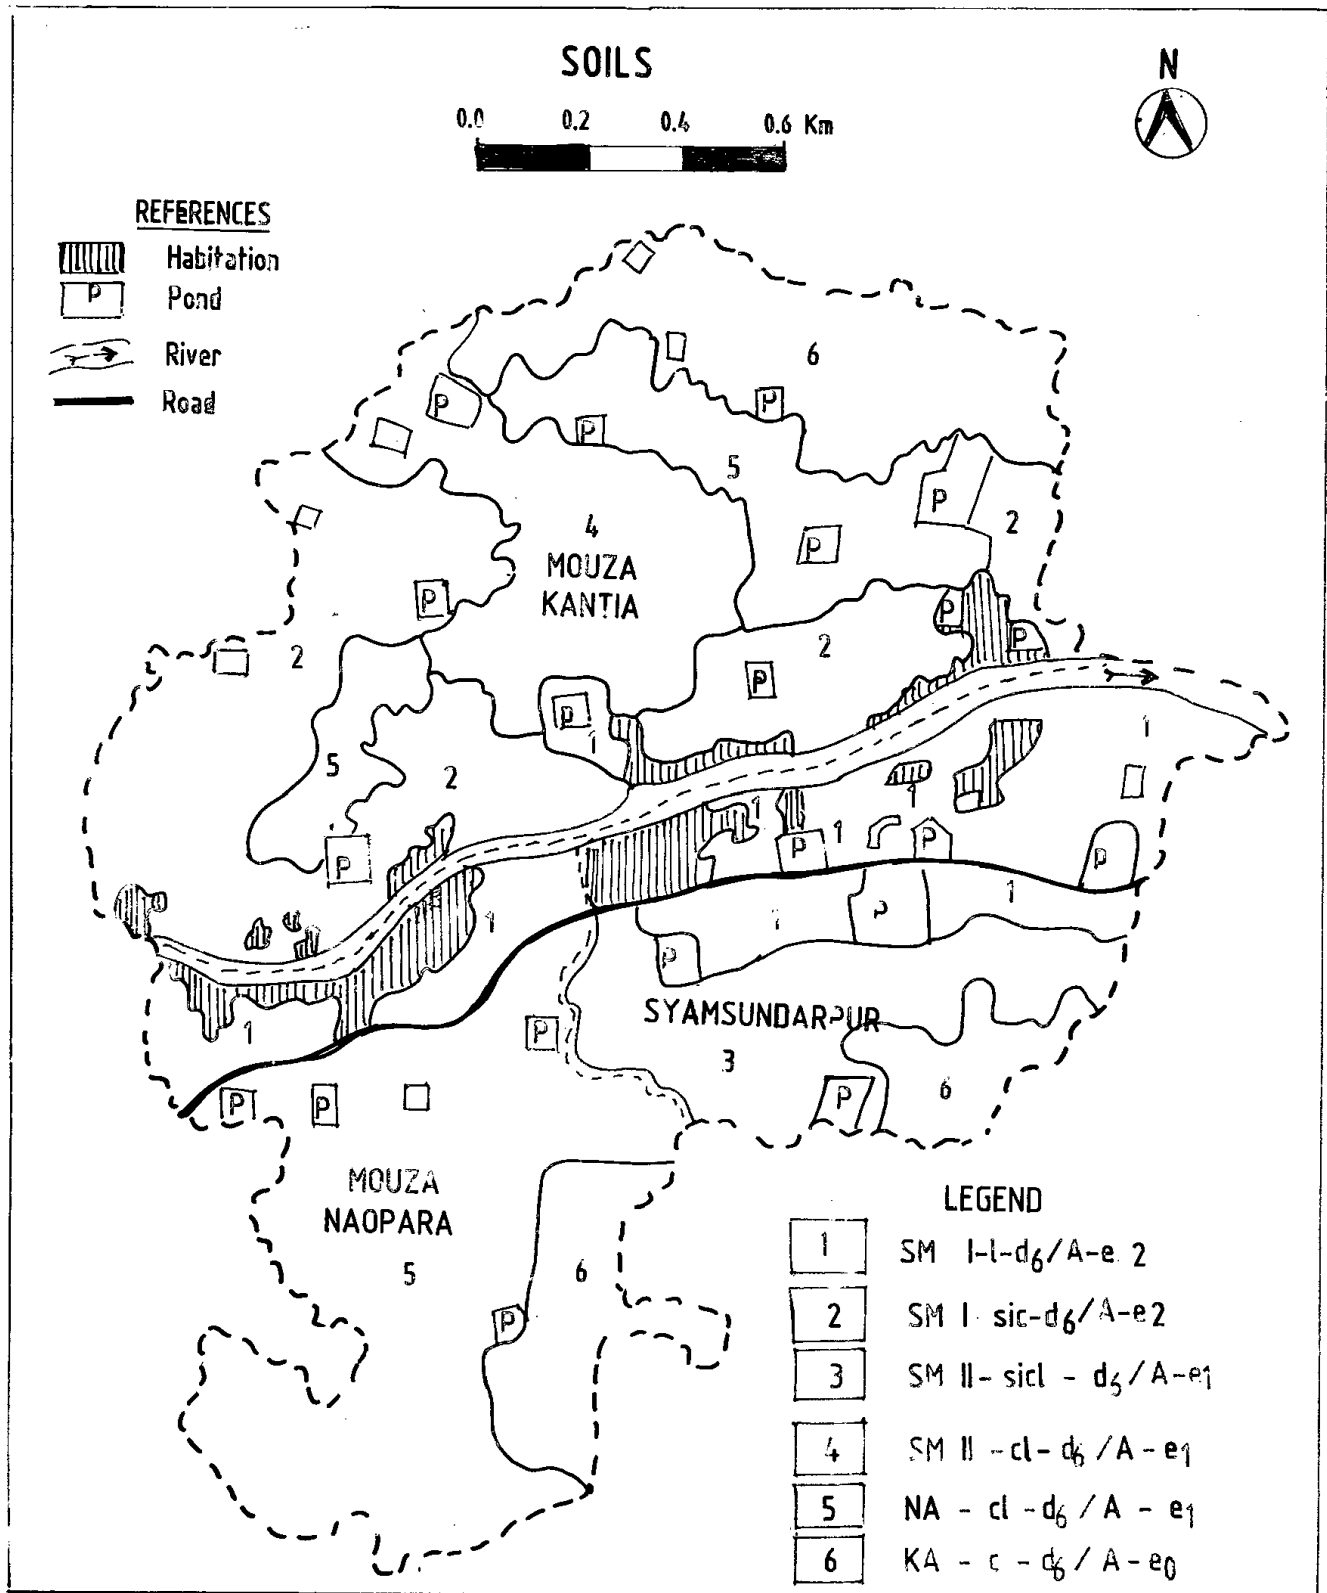 SOILS
N
0.0 0.2 0.4 0.6 Km
REFERENCES
Habitation
P Pond
River
Road
6
P
P
P
5
P
2
4
MOUZA
KANTIA
P
P
P
P
2
2
P
P
1
1
5
2
1
1
1
P
P
P
P
1
1
P
1
P
SYAMSUNDARPUR
1
P
3
6
P
P
P
MOUZA
NAOPARA
5
6
P
LEGEND
1 SM I-l-d6/A-e 2
2 SM I sic-d6/A-e2
3 SM II- sicl - d6/A-e1
4 SM II -cl- d6 /A - e1
5 NA - cl -d6 / A - e1
6 KA - c - d6 / A-e0